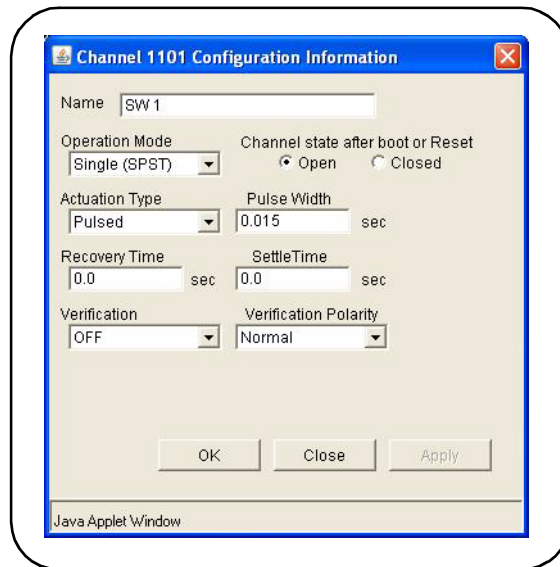 Channel 1101 Configuration Information
Name SW 1
Operation Mode Channel state after boot or Reset
Single (SPST) Open Closed
Actuation Type Pulse Width
Pulsed 0.015 sec
Recovery Time SettleTime
0.0 sec 0.0 sec
Verification Verification Polarity
OFF Normal
OK Close Apply
Java Applet Window